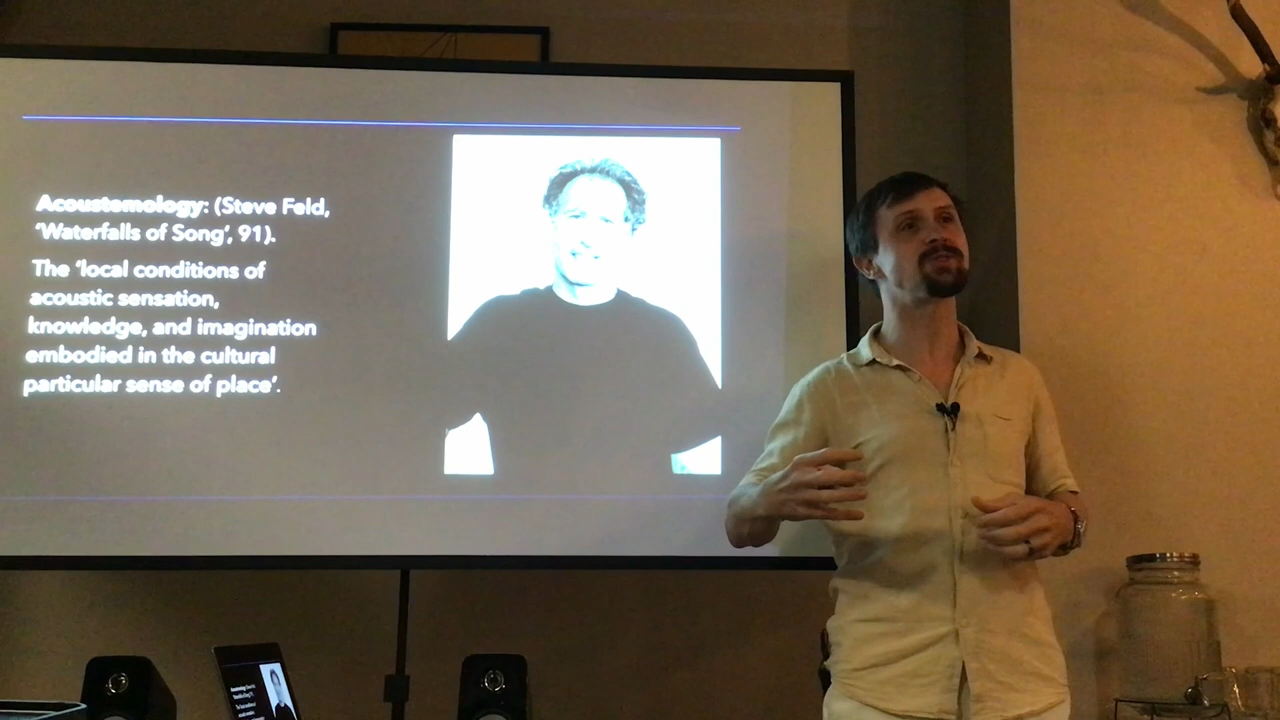 Acoustemology: (Steve Feld,
'Waterfalls of Song', 91).
The 'local conditions of
acoustic sensation,
knowledge, and imagination
embodied in the cultural
particular sense of place'.